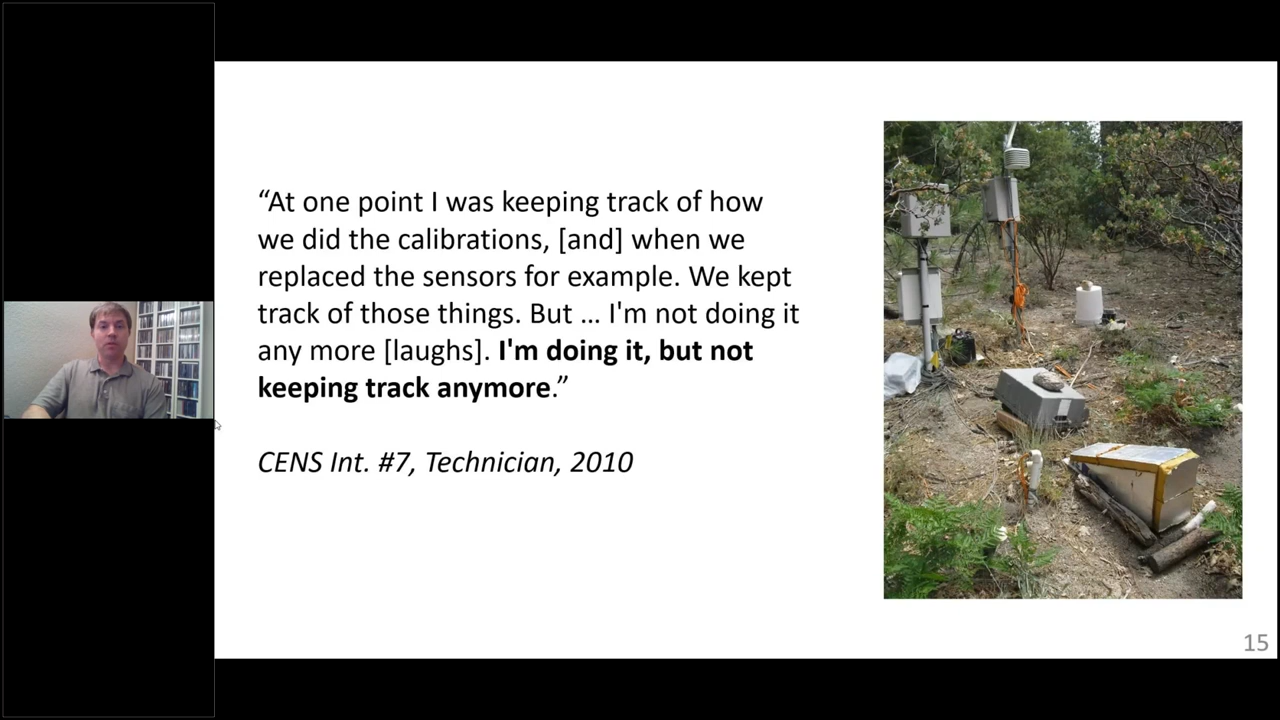 “At one point I was keeping track of how
we did the calibrations, [and] when we
replaced the sensors for example. We kept
track of those things. But … I'm not doing it
any more [laughs]. I'm doing it, but not
keeping track anymore.”
CENS Int. #7, Technician, 2010
15